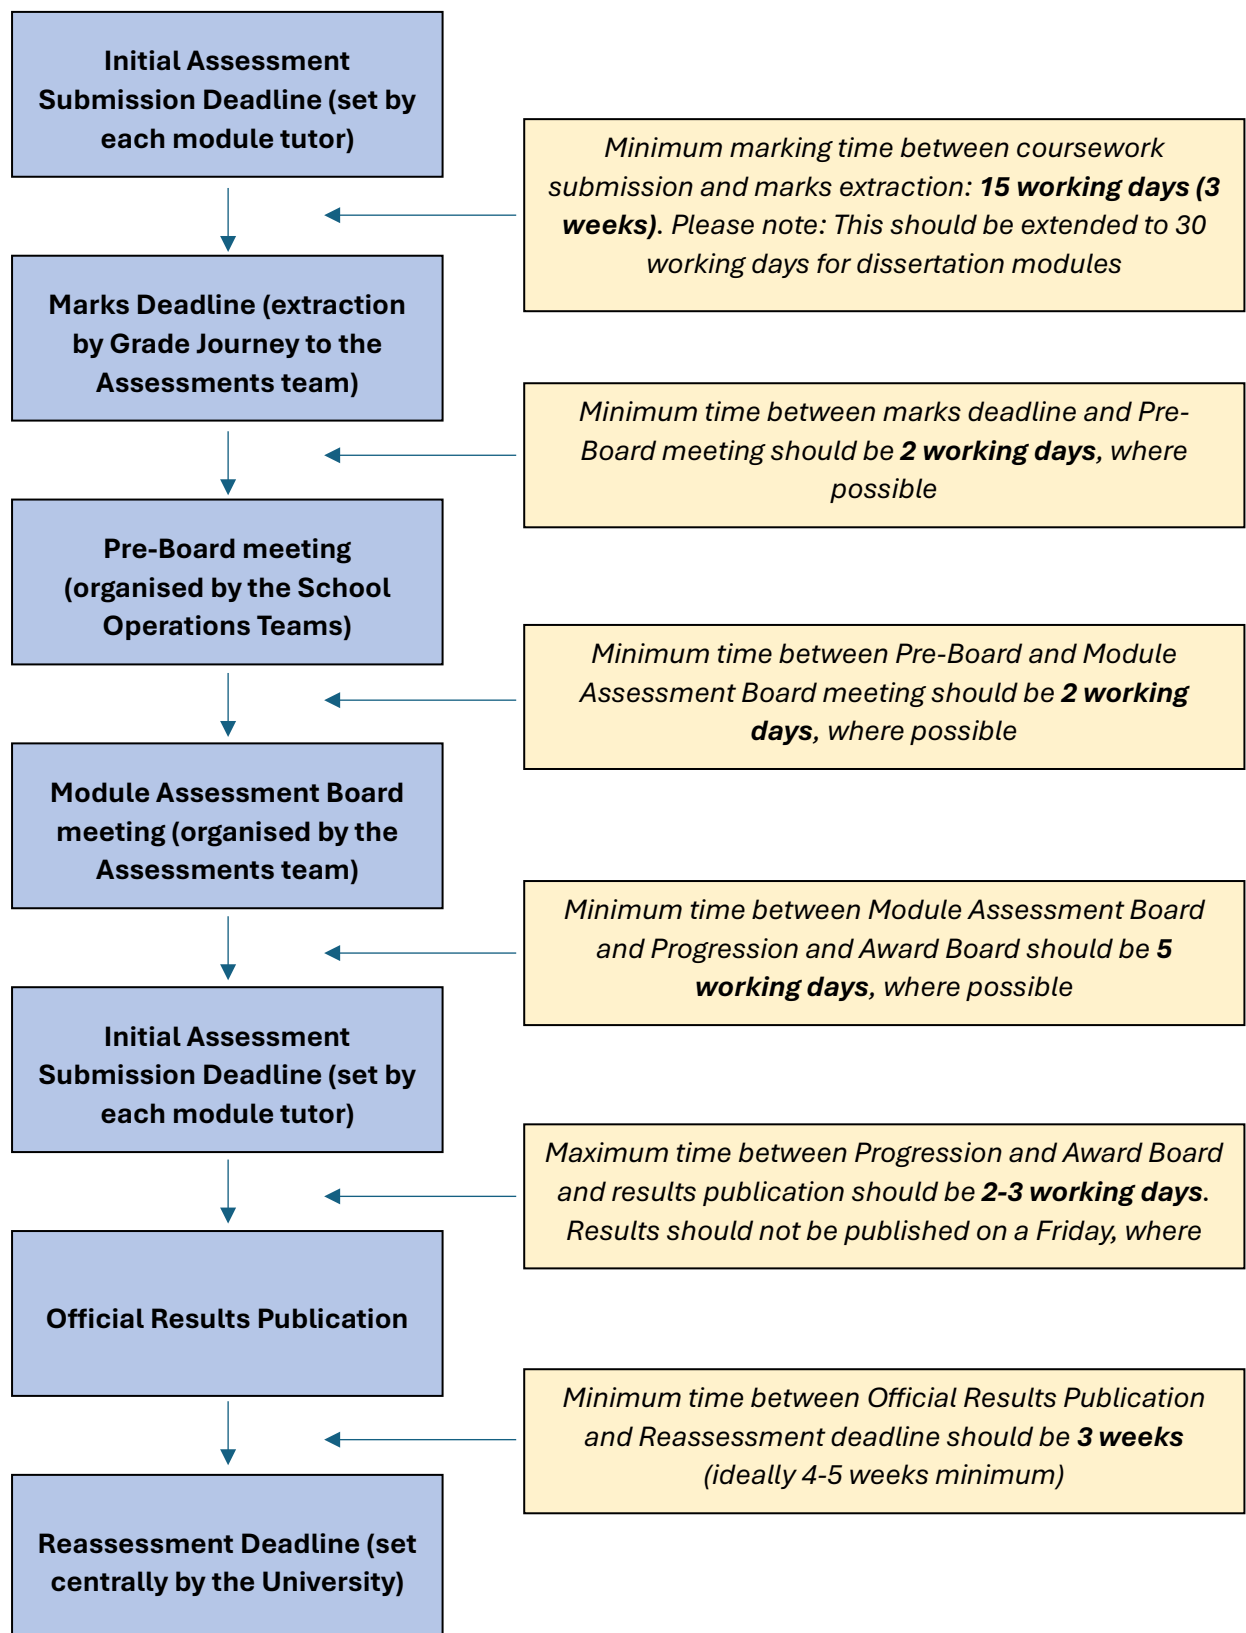 Initial Assessment
Submission Deadline (set by
each module tutor)
Minimum marking time between coursework
submission and marks extraction: 15 working days (3
weeks). Please note: This should be extended to 30
working days for dissertation modules
Marks Deadline (extraction
by Grade Journey to the
Assessments team)
Minimum time between marks deadline and Pre-
Board meeting should be 2 working days, where
possible
Pre-Board meeting
(organised by the School
Operations Teams)
Minimum time between Pre-Board and Module
Assessment Board meeting should be 2 working
days, where possible
Module Assessment Board
meeting (organised by the
Assessments team)
Minimum time between Module Assessment Board
and Progression and Award Board should be 5
working days, where possible
Initial Assessment
Submission Deadline (set by
each module tutor)
Maximum time between Progression and Award Board
and results publication should be 2-3 working days.
Results should not be published on a Friday, where
Official Results Publication
Minimum time between Official Results Publication
and Reassessment deadline should be 3 weeks
(ideally 4-5 weeks minimum)
Reassessment Deadline (set
centrally by the University)